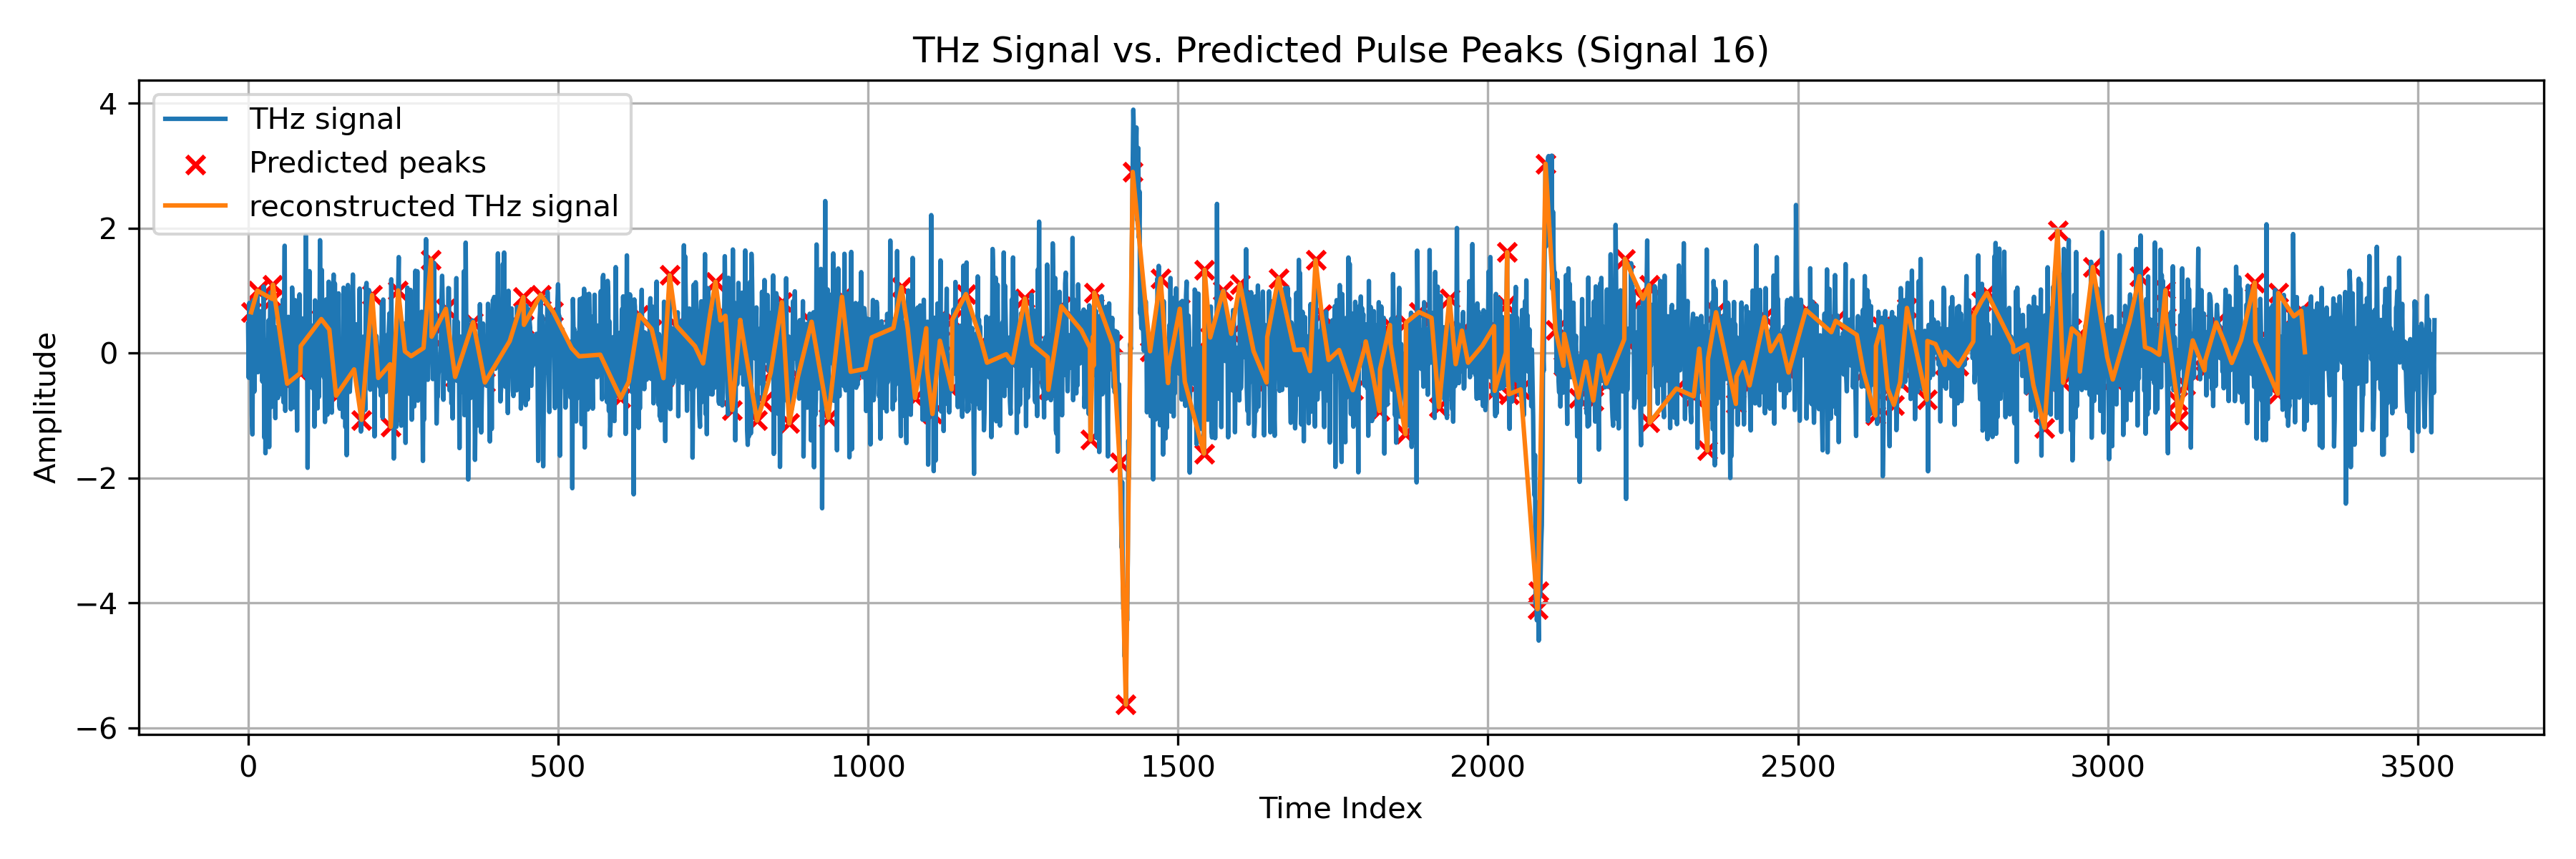 THz Signal vs. Predicted Pulse Peaks (Signal 16)
THz signal
Predicted peaks
reconstructed THz signal
Amplitude
4
2
0
−2
−4
−6
0 500 1000 1500 2000 2500 3000 3500
Time Index